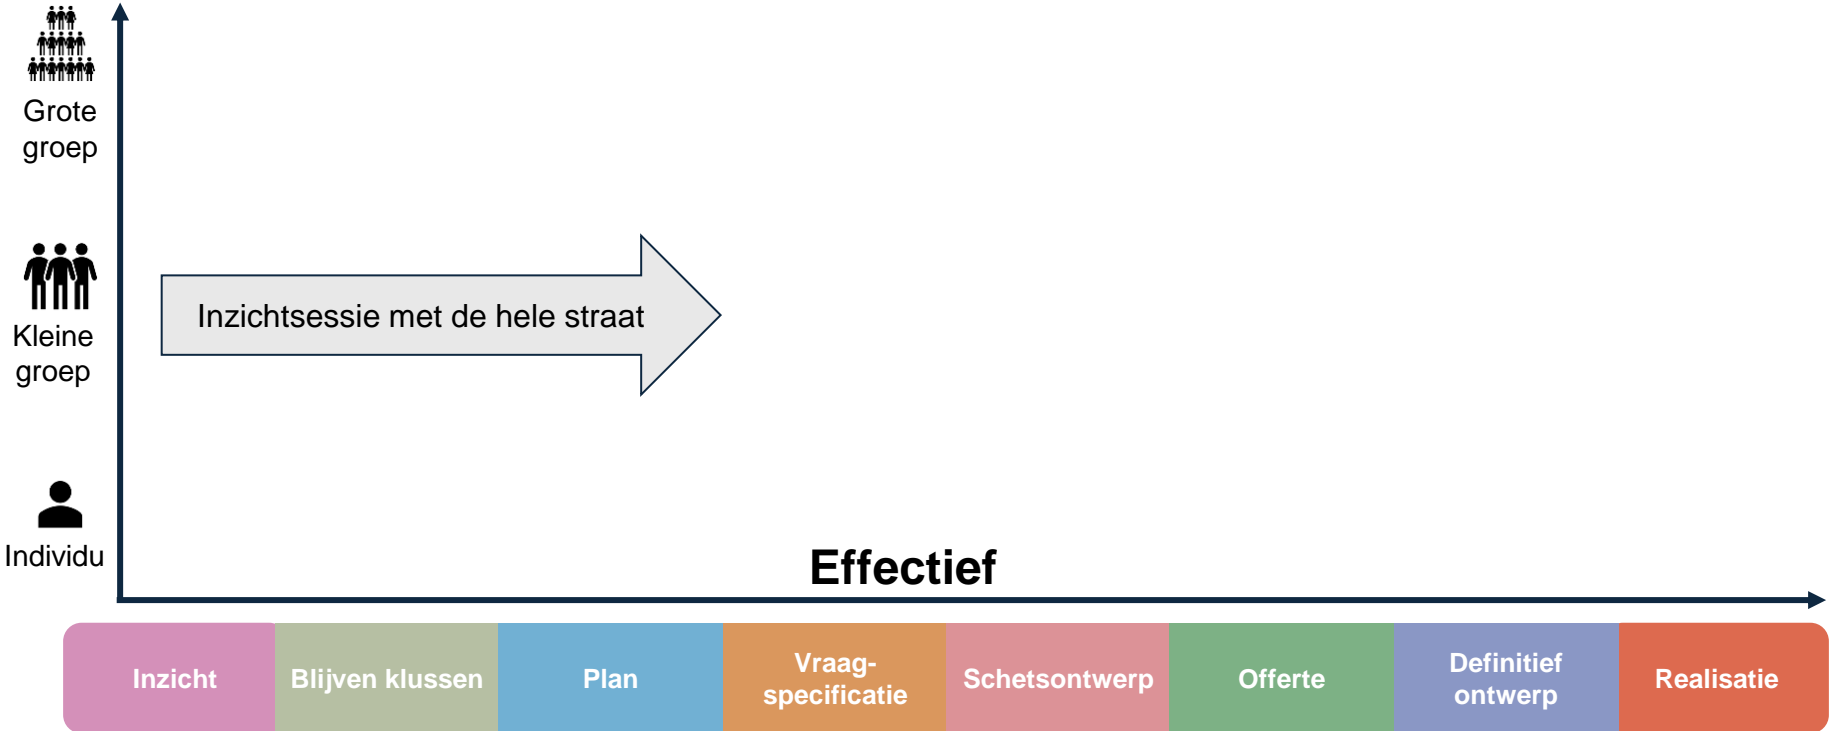 Grote
groep
Kleine
groep
Individu
Inzichtsessie met de hele straat
Effectief
Inzicht
Blijven klussen
Plan
Vraag-
specificatie
Schetsontwerp
Offerte
Definitief
ontwerp
Realisatie